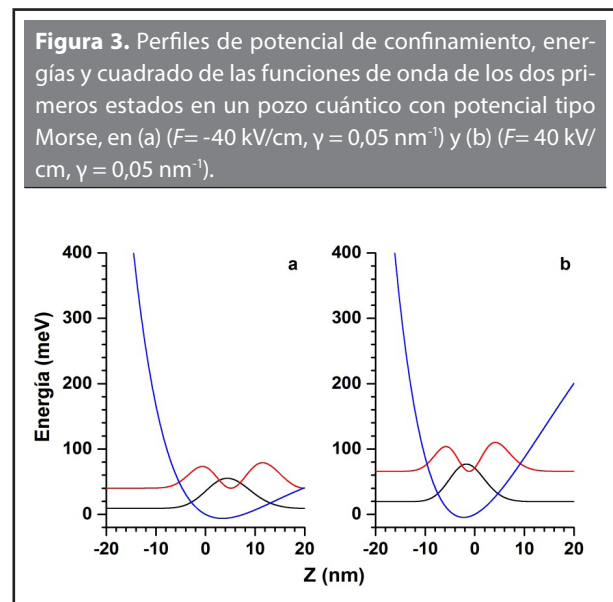 Figura 3. Perfiles de potencial de confinamiento, ener-
gías y cuadrado de las funciones de onda de los dos pri-
meros estados en un pozo cuántico con potencial tipo
Morse, en (a) (F= -40 kV/cm, γ = 0,05 nm⁻¹) y (b) (F= 40 kV/
cm, γ = 0,05 nm⁻¹).
a
b
Energía (meV)
400
300
200
100
0
-20 -10 0 10 20
400
300
200
100
0
-20 -10 0 10 20
Z (nm)